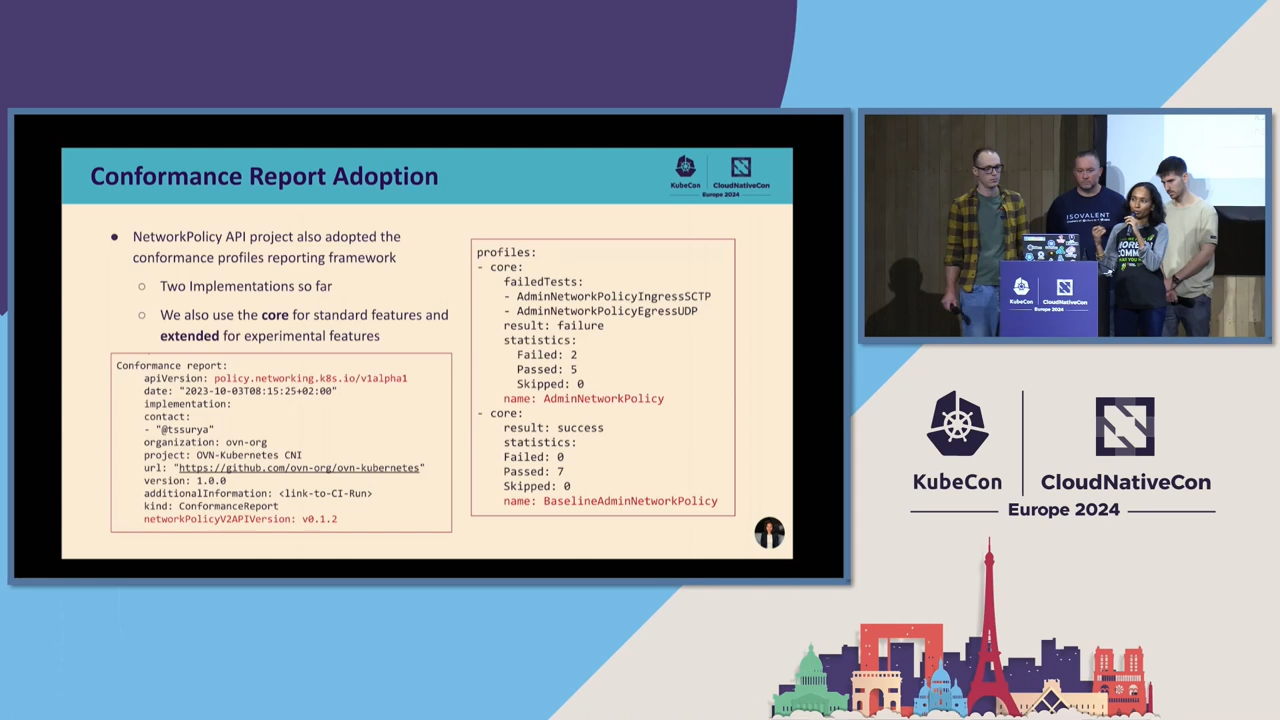 Conformance Report Adoption
KubeCon
CloudNativeCon
Europe 2024
● NetworkPolicy API project also adopted the
conformance profiles reporting framework
○ Two Implementations so far
○ We also use the core for standard features and
extended for experimental features
Conformance report:
apiVersion: policy.networking.k8s.io/v1alpha1
date: "2023-10-03T08:15:25+02:00"
implementation:
contact:
- "@tssurya"
organization: ovn-org
project: OVN-Kubernetes CNI
url: "https://github.com/ovn-org/ovn-kubernetes"
version: 1.0.0
additionalInformation: <link-to-CI-Run>
kind: ConformanceReport
networkPolicyV2APIVersion: v0.1.2
profiles:
- core:
failedTests:
- AdminNetworkPolicyIngressSCTP
- AdminNetworkPolicyEgressUDP
result: failure
statistics:
Failed: 2
Passed: 5
Skipped: 0
name: AdminNetworkPolicy
- core:
result: success
statistics:
Failed: 0
Passed: 7
Skipped: 0
name: BaselineAdminNetworkPolicy
ISOVALENT
KubeCon
CloudNativeCon
Europe 2024
KubeCon
CloudNativeCon
Europe 2024